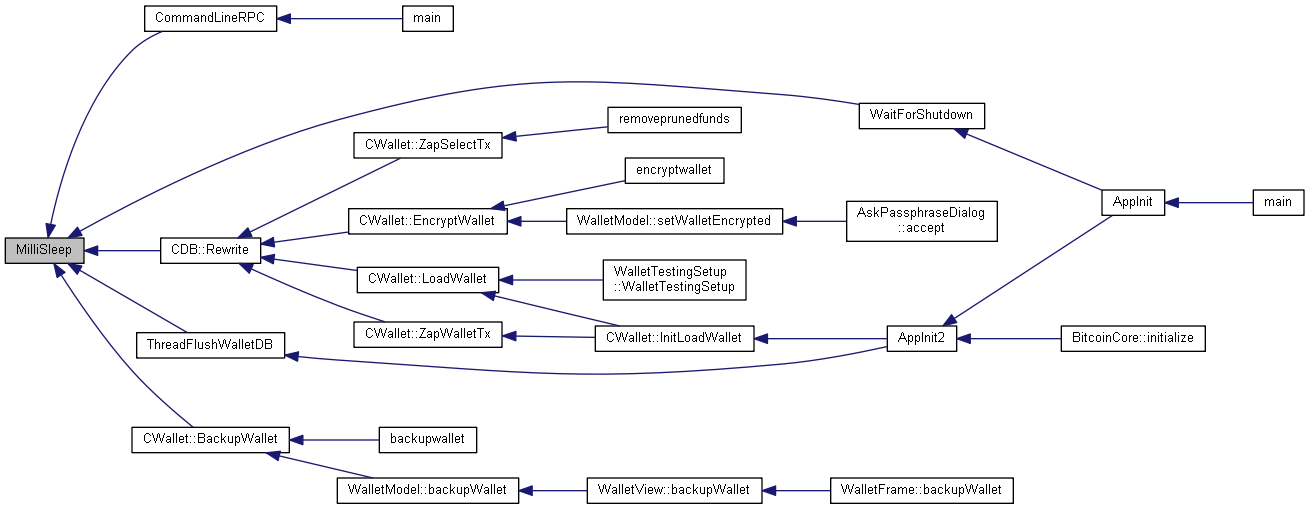 CommandLineRPC
main
WaitForShutdown
removeprunedfunds
CWallet::ZapSelectTx
encryptwallet
AppInit
main
CWallet::EncryptWallet
WalletModel::setWalletEncrypted
AskPassphraseDialog
::accept
MilliSleep
CDB::Rewrite
CWallet::LoadWallet
WalletTestingSetup
::WalletTestingSetup
CWallet::ZapWalletTx
CWallet::InitLoadWallet
AppInit2
BitcoinCore::initialize
ThreadFlushWalletDB
CWallet::BackupWallet
backupwallet
WalletModel::backupWallet
WalletView::backupWallet
WalletFrame::backupWallet